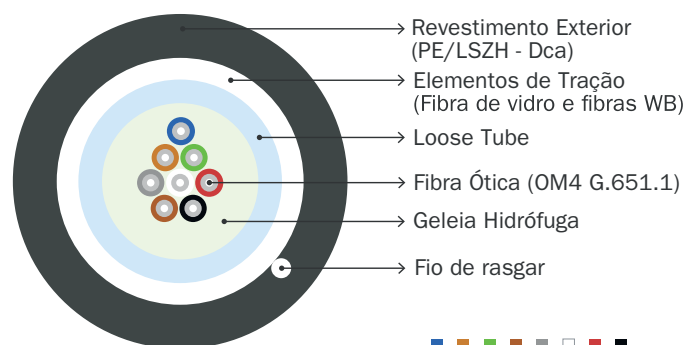 Revestimento Exterior
(PE/LSZH - Dca)
Elementos de Tração
(Fibra de vidro e fibras WB)
Loose Tube
Fibra Ótica (OM4 G.651.1)
Geleia Hidrófuga
Fio de rasgar